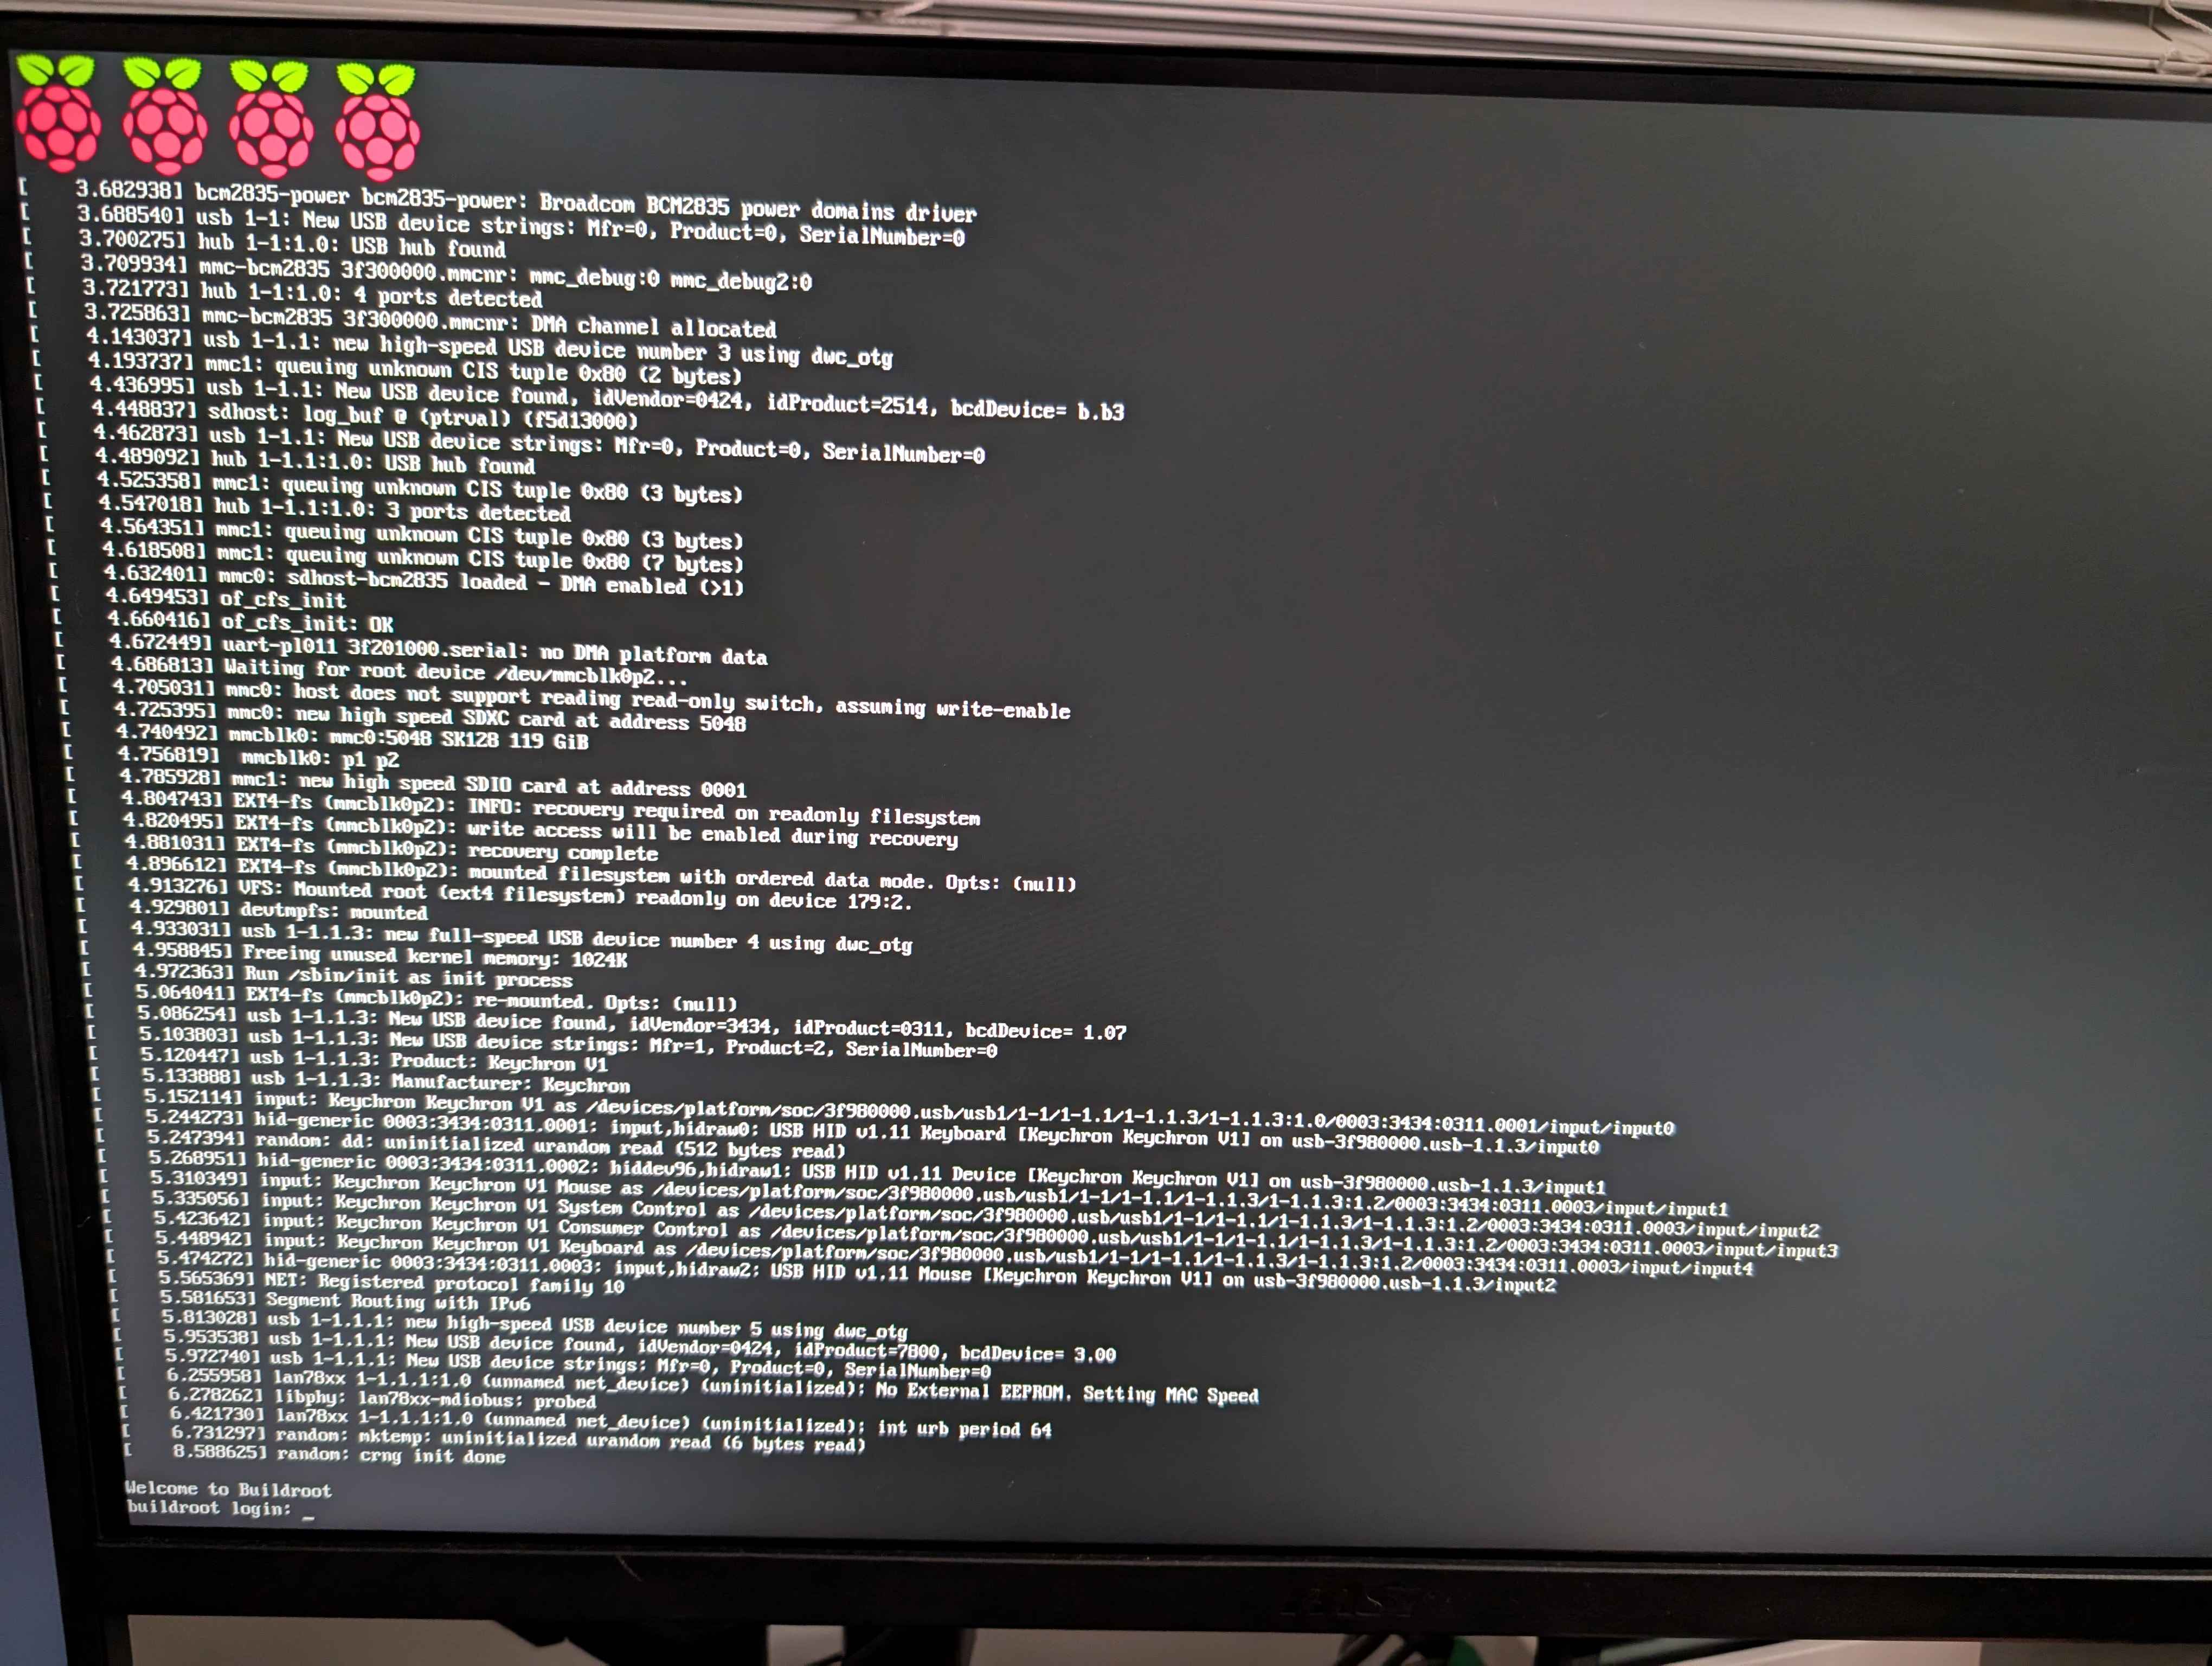 [    3.682938] bcm2835-power bcm2835-power: Broadcom BCM2835 power domains driver
[    3.688540] usb 1-1: New USB device strings: Mfr=0, Product=0, SerialNumber=0
[    3.700275] hub 1-1:1.0: USB hub found
[    3.709934] mmc-bcm2835 3f300000.mmcnr: mmc_debug:0 mmc_debug2:0
[    3.721773] hub 1-1:1.0: 4 ports detected
[    3.725863] mmc-bcm2835 3f300000.mmcnr: DMA channel allocated
[    4.143037] usb 1-1.1: new high-speed USB device number 3 using dwc_otg
[    4.193737] mmc1: queuing unknown CIS tuple 0x80 (2 bytes)
[    4.436995] usb 1-1.1: New USB device found, idVendor=0424, idProduct=2514, bcdDevice= b.b3
[    4.448837] sdhost: log_buf @ (ptrval) (f5d13000)
[    4.462873] usb 1-1.1: New USB device strings: Mfr=0, Product=0, SerialNumber=0
[    4.489092] hub 1-1.1:1.0: USB hub found
[    4.525358] mmc1: queuing unknown CIS tuple 0x80 (3 bytes)
[    4.547018] hub 1-1.1:1.0: 3 ports detected
[    4.564351] mmc1: queuing unknown CIS tuple 0x80 (3 bytes)
[    4.618508] mmc1: queuing unknown CIS tuple 0x80 (7 bytes)
[    4.632401] mmc0: sdhost-bcm2835 loaded - DMA enabled (>1)
[    4.649453] of_cfs_init
[    4.660416] of_cfs_init: OK
[    4.672449] uart-pl011 3f201000.serial: no DMA platform data
[    4.686813] Waiting for root device /dev/mmcblk0p2...
[    4.705031] mmc0: host does not support reading read-only switch, assuming write-enable
[    4.725395] mmc0: new high speed SDXC card at address 5048
[    4.740492] mmcblk0: mmc0:5048 SK128 119 GiB
[    4.756819]  mmcblk0: p1 p2
[    4.785928] mmc1: new high speed SDIO card at address 0001
[    4.804743] EXT4-fs (mmcblk0p2): INFO: recovery required on readonly filesystem
[    4.820495] EXT4-fs (mmcblk0p2): write access will be enabled during recovery
[    4.881031] EXT4-fs (mmcblk0p2): recovery complete
[    4.896612] EXT4-fs (mmcblk0p2): mounted filesystem with ordered data mode. Opts: (null)
[    4.913276] VFS: Mounted root (ext4 filesystem) readonly on device 179:2.
[    4.929801] devtmpfs: mounted
[    4.933031] usb 1-1.1.3: new full-speed USB device number 4 using dwc_otg
[    4.958845] Freeing unused kernel memory: 1024K
[    4.972363] Run /sbin/init as init process
[    5.064041] EXT4-fs (mmcblk0p2): re-mounted. Opts: (null)
[    5.086254] usb 1-1.1.3: New USB device found, idVendor=3434, idProduct=0311, bcdDevice= 1.07
[    5.103803] usb 1-1.1.3: New USB device strings: Mfr=1, Product=2, SerialNumber=0
[    5.120447] usb 1-1.1.3: Product: Keychron V1
[    5.133888] usb 1-1.1.3: Manufacturer: Keychron
[    5.152114] input: Keychron Keychron V1 as /devices/platform/soc/3f980000.usb/usb1/1-1/1-1.1/1-1.1.3/1-1.1.3:1.0/0003:3434:0311.0001/input/input0
[    5.244273] hid-generic 0003:3434:0311.0001: input,hidraw0: USB HID v1.11 Keyboard [Keychron Keychron V1] on usb-3f980000.usb-1.1.3/input0
[    5.247394] random: dd: uninitialized urandom read (512 bytes read)
[    5.268951] hid-generic 0003:3434:0311.0002: hiddev96,hidraw1: USB HID v1.11 Device [Keychron Keychron V1] on usb-3f980000.usb-1.1.3/input1
[    5.310349] input: Keychron Keychron V1 Mouse as /devices/platform/soc/3f980000.usb/usb1/1-1/1-1.1/1-1.1.3/1-1.1.3:1.2/0003:3434:0311.0003/input/input1
[    5.335056] input: Keychron Keychron V1 System Control as /devices/platform/soc/3f980000.usb/usb1/1-1/1-1.1/1-1.1.3/1-1.1.3:1.2/0003:3434:0311.0003/input/input2
[    5.423642] input: Keychron Keychron V1 Consumer Control as /devices/platform/soc/3f980000.usb/usb1/1-1/1-1.1/1-1.1.3/1-1.1.3:1.2/0003:3434:0311.0003/input/input3
[    5.448942] input: Keychron Keychron V1 Keyboard as /devices/platform/soc/3f980000.usb/usb1/1-1/1-1.1/1-1.1.3/1-1.1.3:1.2/0003:3434:0311.0003/input/input4
[    5.474272] hid-generic 0003:3434:0311.0003: input,hidraw2: USB HID v1.11 Mouse [Keychron Keychron V1] on usb-3f980000.usb-1.1.3/input2
[    5.565369] NET: Registered protocol family 10
[    5.581653] Segment Routing with IPv6
[    5.813028] usb 1-1.1.1: new high-speed USB device number 5 using dwc_otg
[    5.953538] usb 1-1.1.1: New USB device found, idVendor=0424, idProduct=7800, bcdDevice= 3.00
[    5.972740] usb 1-1.1.1: New USB device strings: Mfr=0, Product=0, SerialNumber=0
[    6.255958] lan78xx 1-1.1.1:1.0 (unnamed net_device) (uninitialized): No External EEPROM. Setting MAC Speed
[    6.278262] libphy: lan78xx-mdiobus: probed
[    6.421730] lan78xx 1-1.1.1:1.0 (unnamed net_device) (uninitialized): int urb period 64
[    6.731297] random: mktemp: uninitialized urandom read (6 bytes read)
[    8.588625] random: crng init done
Welcome to Buildroot
buildroot login: _